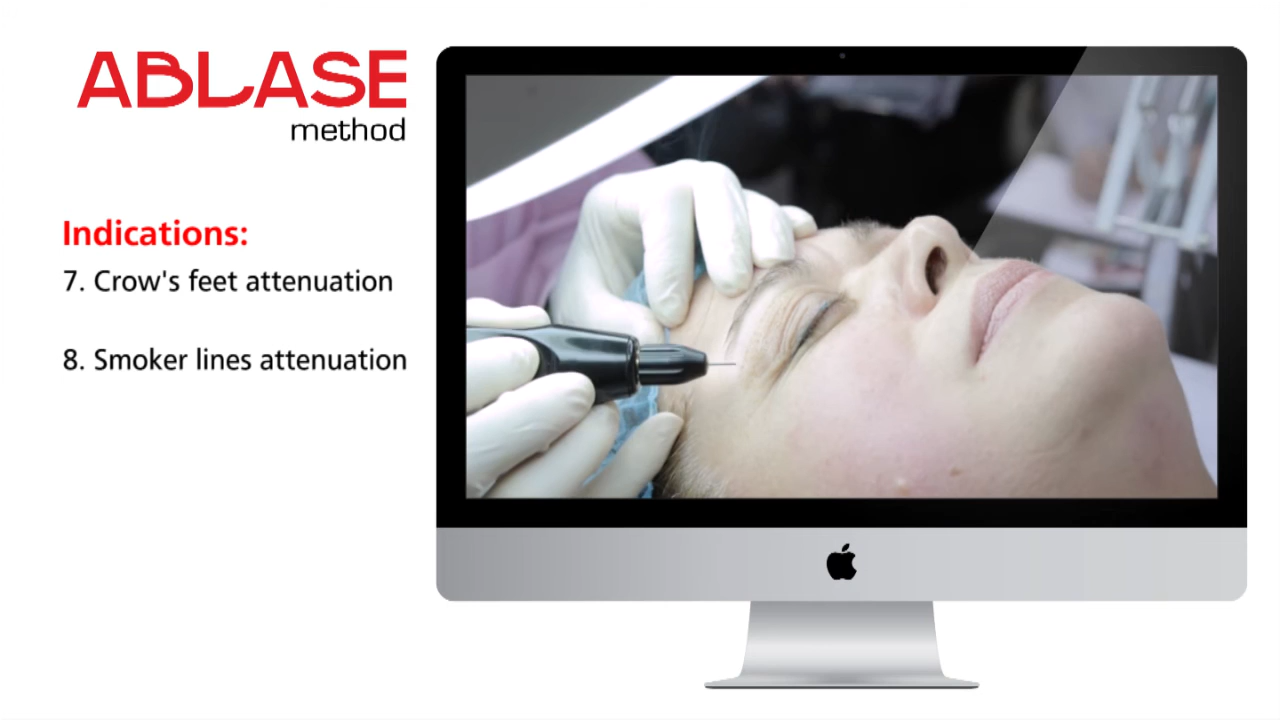 ABLASE
method
Indications:
7. Crow's feet attenuation
8. Smoker lines attenuation